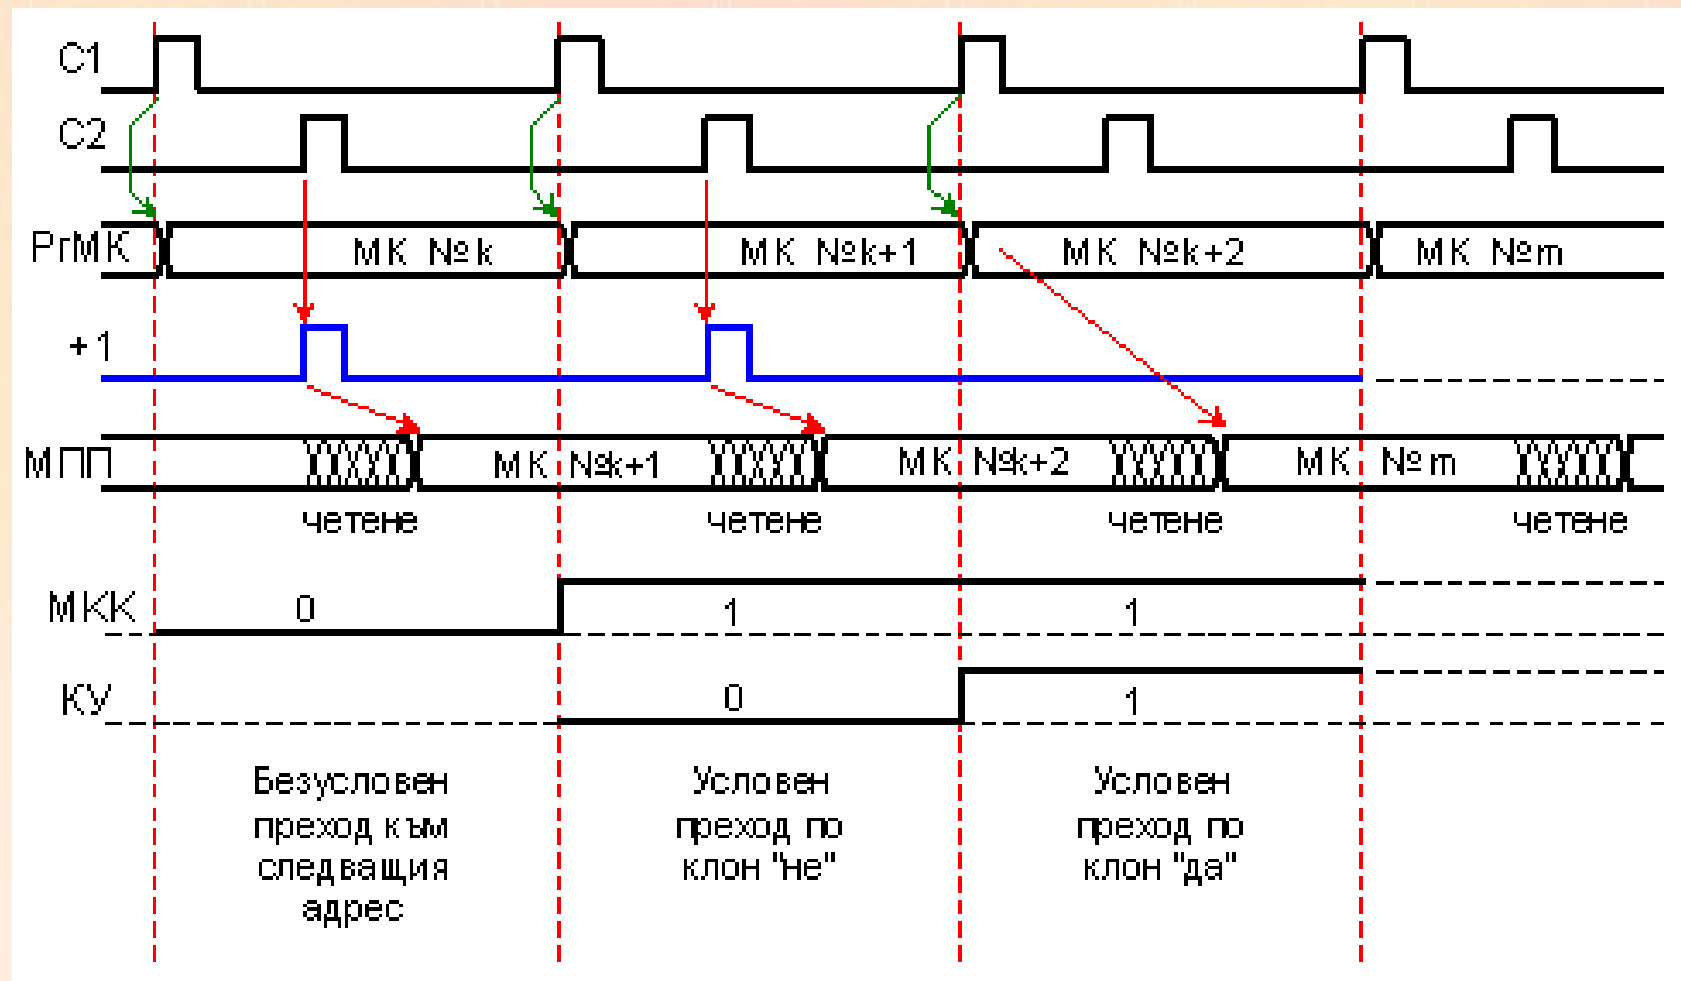 C1
C2
РгМК
МК №k
МК №k+1
МК №k+2
МК №m
+1
МПП
МК №k+1
МК №k+2
МК №m
четене
четене
четене
четене
МКК
0
1
1
КУ
0
1
Безусловен
преход към
следващия
адрес
Условен
преход по
клон "не"
Условен
преход по
клон "да"